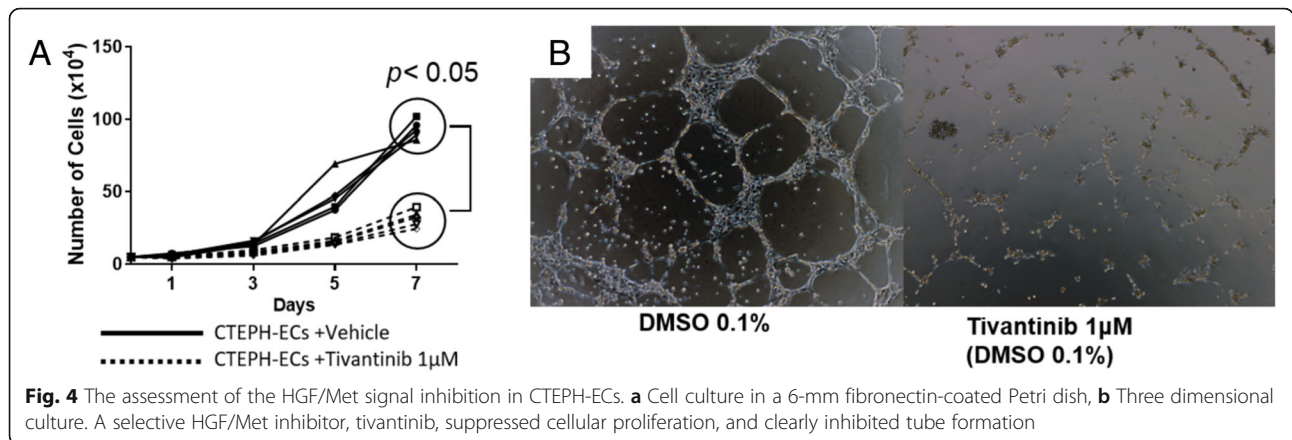 A
Number of Cells (x10⁴)
150
100
50
0
p< 0.05
1 3 5 7
Days
CTEPH-ECs +Vehicle
CTEPH-ECs +Tivantinib 1µM
B
DMSO 0.1%
Tivantinib 1µM
(DMSO 0.1%)
Fig. 4 The assessment of the HGF/Met signal inhibition in CTEPH-ECs. a Cell culture in a 6-mm fibronectin-coated Petri dish, b Three dimensional
culture. A selective HGF/Met inhibitor, tivantinib, suppressed cellular proliferation, and clearly inhibited tube formation